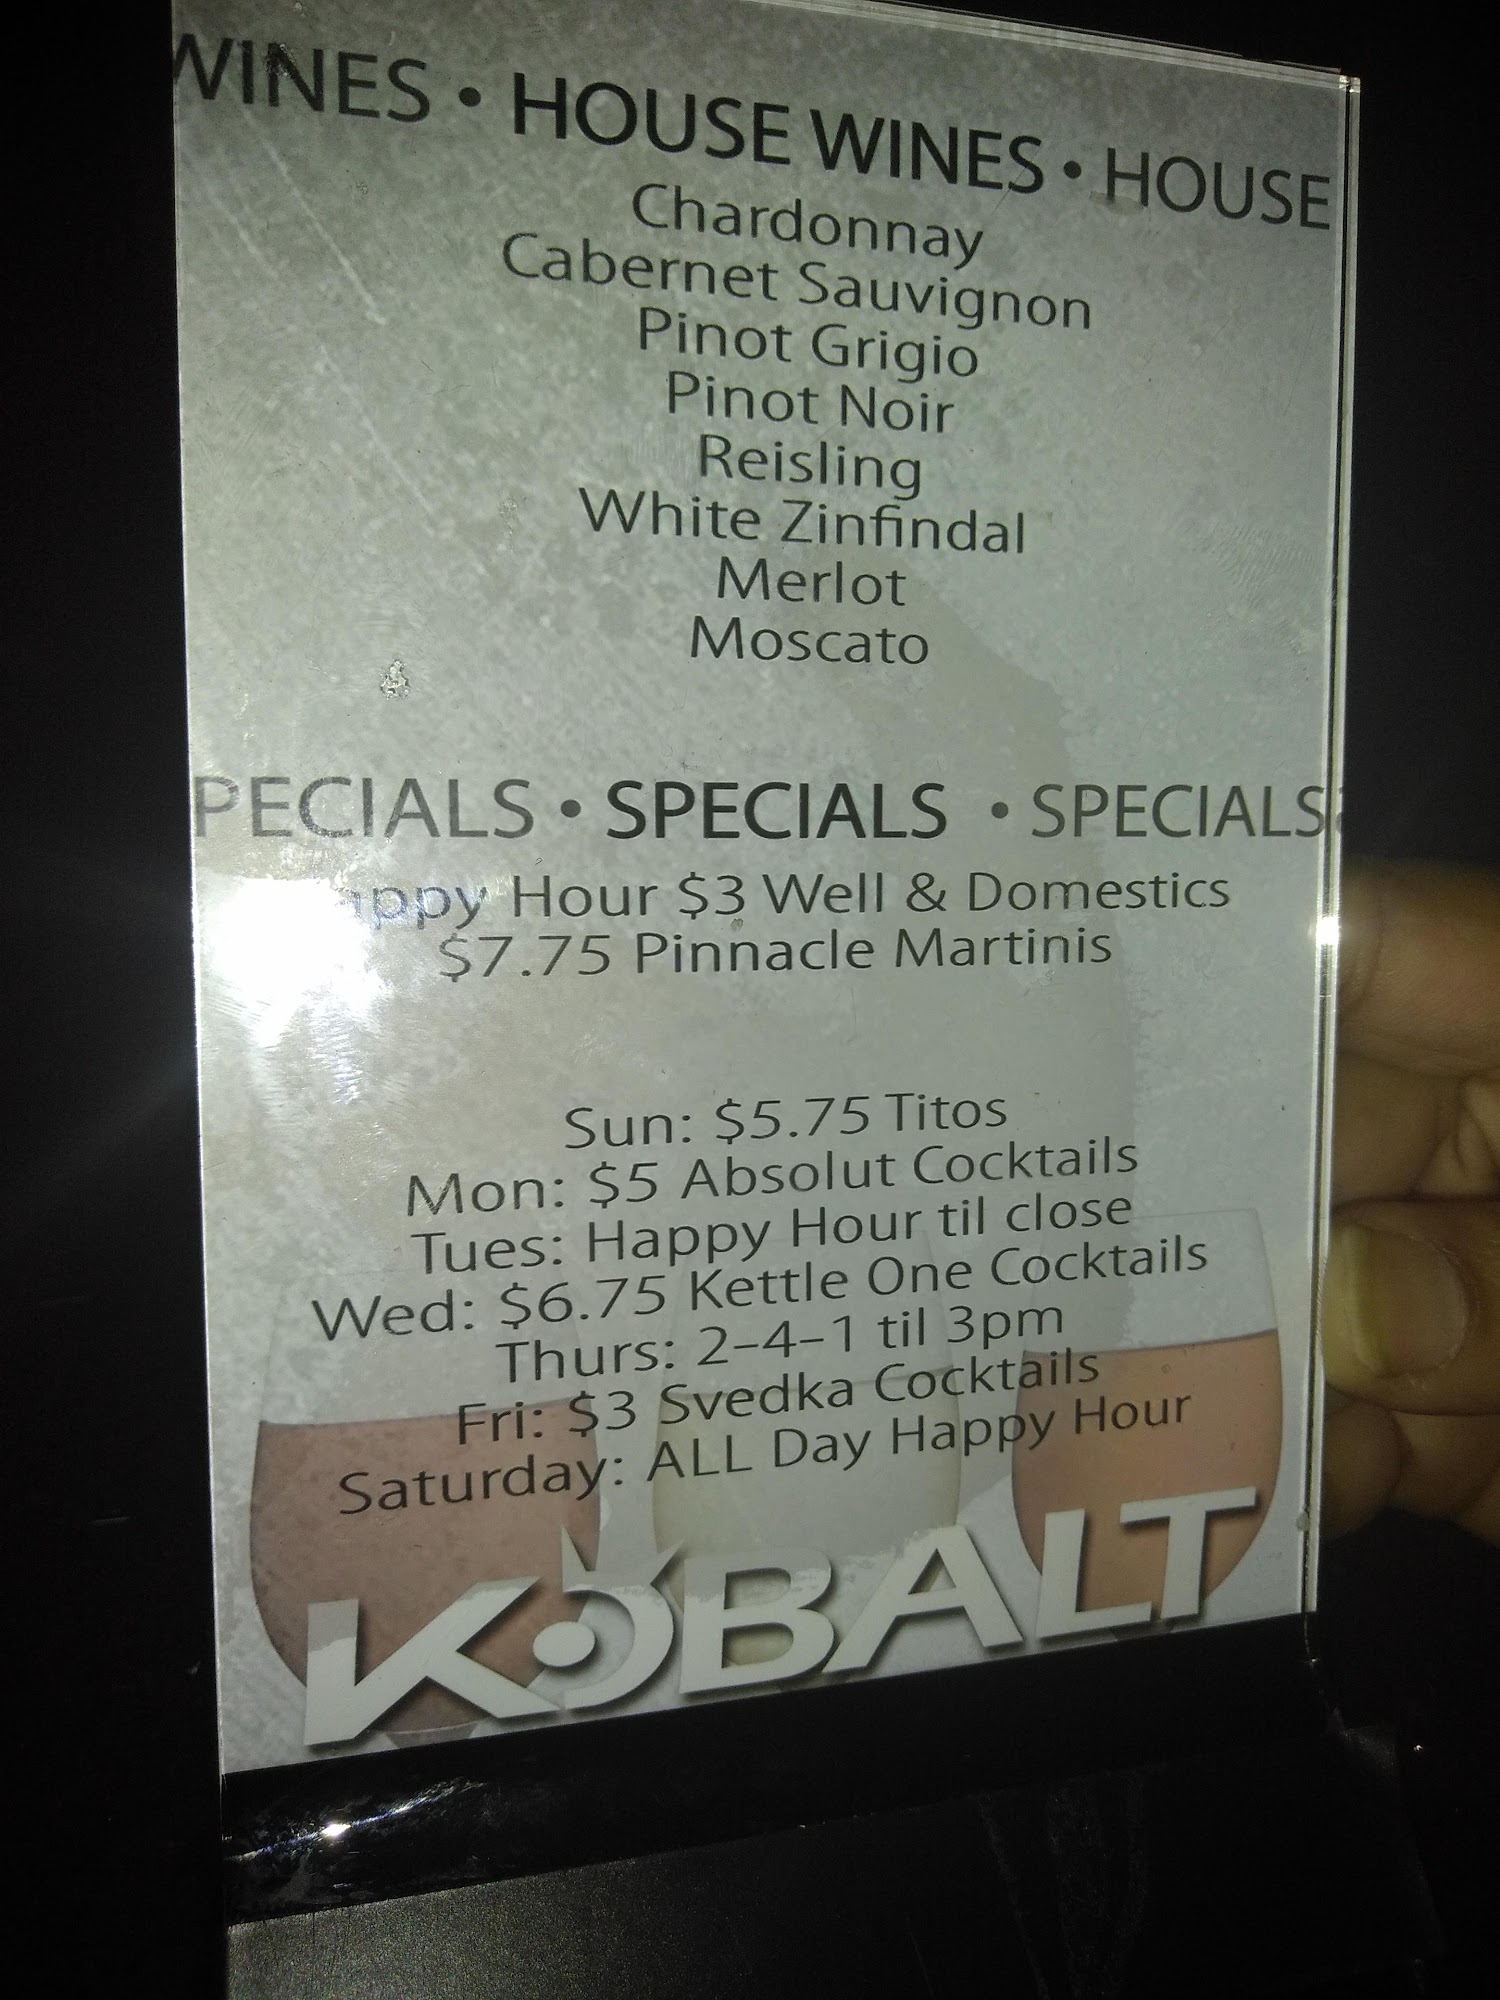 WINES • HOUSE WINES • HOUSE
Chardonnay
Cabernet Sauvignon
Pinot Grigio
Pinot Noir
Reisling
White Zinfindal
Merlot
Moscato
PECIALS • SPECIALS • SPECIALS
appy Hour $3 Well & Domestics
$7.75 Pinnacle Martinis
Sun: $5.75 Titos
Mon: $5 Absolut Cocktails
Tues: Happy Hour til close
Wed: $6.75 Kettle One Cocktails
Thurs: 2-4-1 til 3pm
Fri: $3 Svedka Cocktails
Saturday: ALL Day Happy Hour
KOBALT